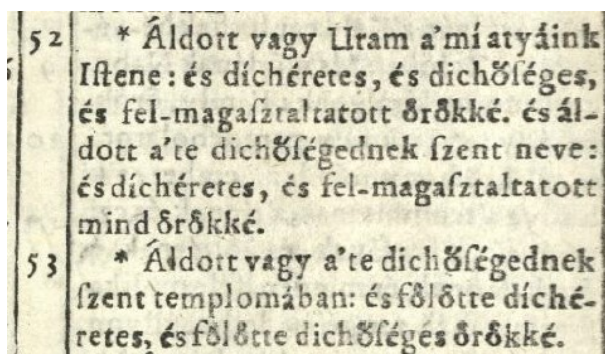 52 * Áldott vagy Uram a'mi atyáink
Iſtene: és díchéretes, és dichőſéges,
és fel-magaſztaltatott örökké. és ál-
dott a'te dichőſégednek ſzent neve:
és díchéretes, és fel-magaſztaltatott
mind örökké.
53 * Áldott vagy a'te dichőſégednek
ſzent templomában: és fölötte díché-
retes, és fölötte dichőſéges örökké.